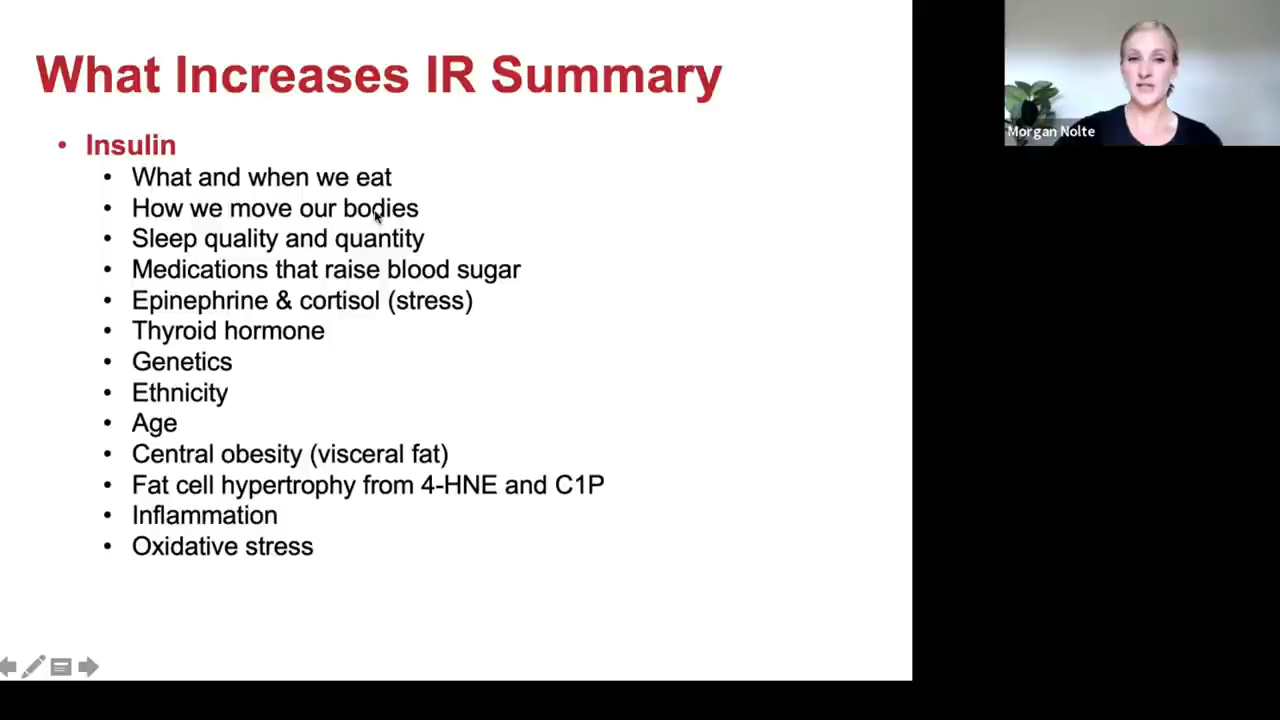 What Increases IR Summary
• Insulin
• What and when we eat
• How we move our bodies
• Sleep quality and quantity
• Medications that raise blood sugar
• Epinephrine & cortisol (stress)
• Thyroid hormone
• Genetics
• Ethnicity
• Age
• Central obesity (visceral fat)
• Fat cell hypertrophy from 4-HNE and C1P
• Inflammation
• Oxidative stress
Morgan Nolte